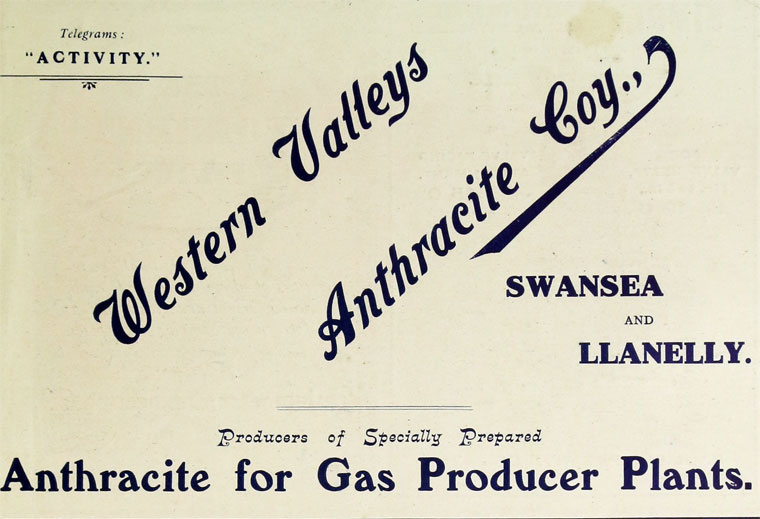 Telegrams:
"ACTIVITY."
Western Valleys
Anthracite Coy.,
SWANSEA
AND
LLANELLY.
Producers of Specially Prepared
Anthracite for Gas Producer Plants.